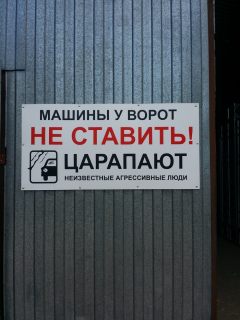 МАШИНЫ У ВОРОТ
НЕ СТАВИТЬ!
ЦАРАПАЮТ
НЕИЗВЕСТНЫЕ АГРЕССИВНЫЕ ЛЮДИ